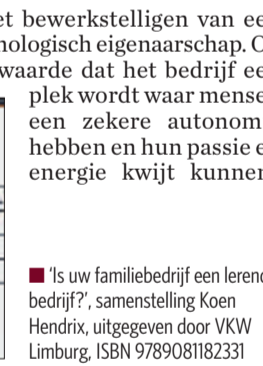 et bewerkstelligen van ee
nologisch eigenaarschap. O
waarde dat het bedrijf ee
plek wordt waar mense
een zekere autonom
hebben en hun passie e
energie kwijt kunnen
■ 'Is uw familiebedrijf een lerend
bedrijf?', samenstelling Koen
Hendrix, uitgegeven door VKW
Limburg, ISBN 9789081182331